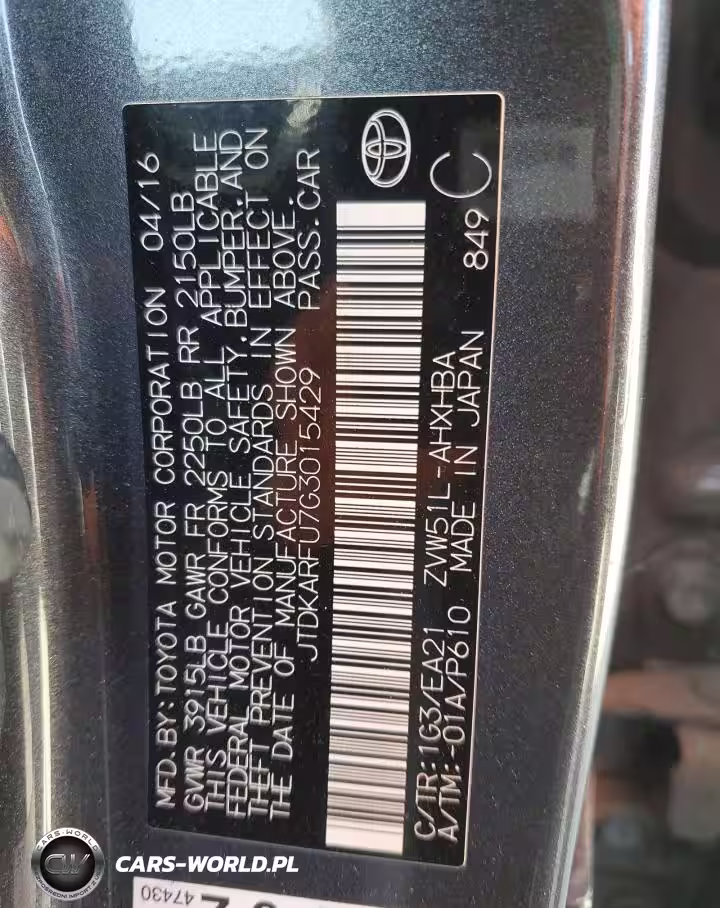 MFD.BY:TOYOTA MOTOR CORPORATION 04/16
GVWR 3915LB GAWR FR 2250LB RR 2150LB
THIS VEHICLE CONFORMS TO ALL APPLICABLE
FEDERAL MOTOR VEHICLE SAFETY,BUMPER,AND
THEFT PREVENTION STANDARDS IN EFFECT ON
THE DATE OF MANUFACTURE SHOWN ABOVE.
JTDKARFU7G3015429 PASS.CAR
C/TR:1G3/EA21 ZVW51L-AHXHBA
A/TM:-01A/P610 MADE IN JAPAN 849 C
47430
CARS-WORLD
CW
CARS-WORLD.PL